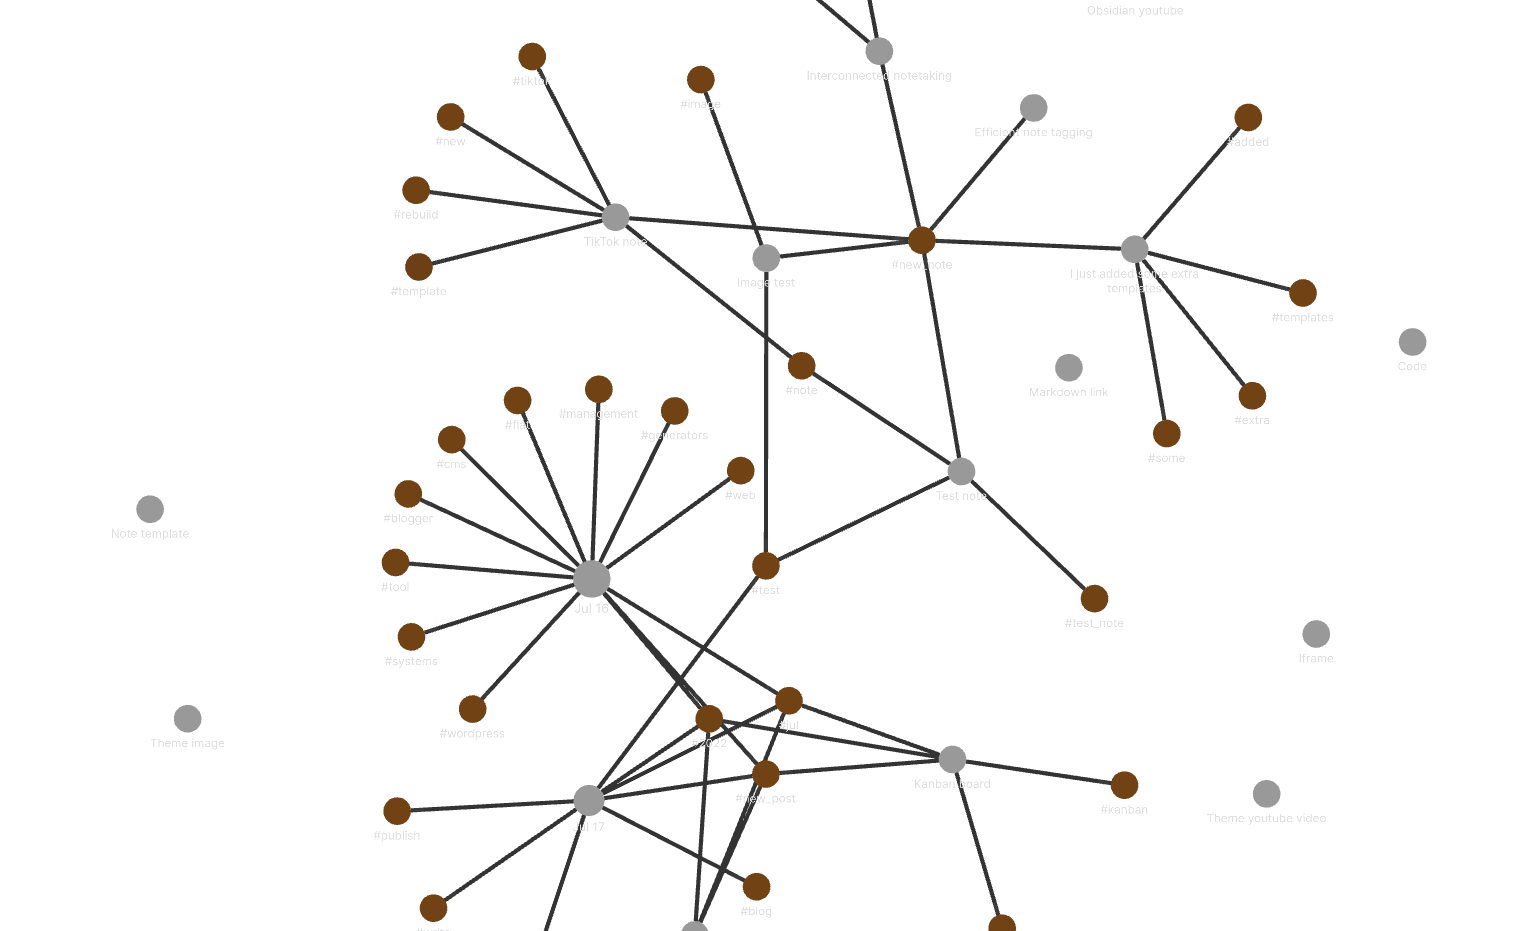 Obsidian youtube
Interconnected notetaking
#tiktok
#image
Efficient note tagging
#new
#added
#rebuild
TikTok note
#new_note
Image test
I just added some extra
templates
#template
#templates
Code
#note
Markdown link
#management
#flat
#generators
#extra
#cms
#some
#web
Test note
#blogger
Note template
#tool
#test
Jul 16
#test_note
#systems
Iframe
#wordpress
#jul
#2022
Theme image
Kanban board
#new_post
#kanban
Theme youtube video
Jul 17
#publish
#blog